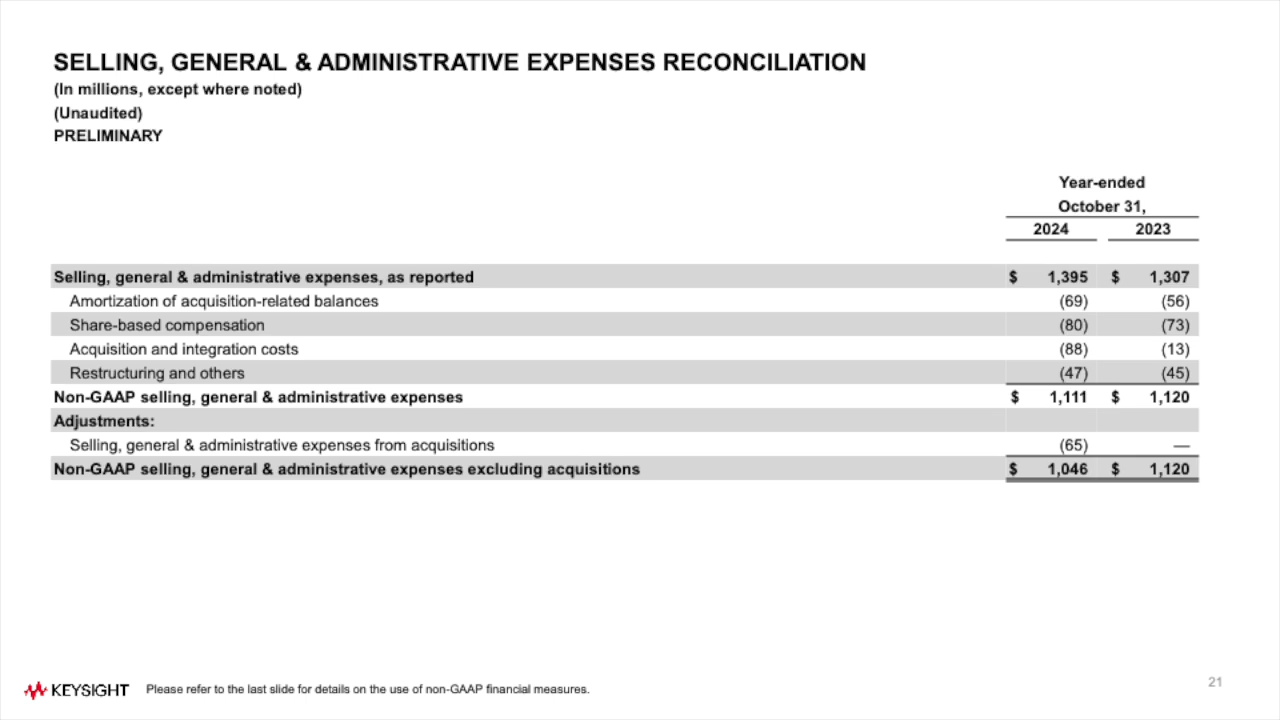 SELLING, GENERAL & ADMINISTRATIVE EXPENSES RECONCILIATION
(In millions, except where noted)
(Unaudited)
PRELIMINARY
Year-ended
October 31,
2024 2023
Selling, general & administrative expenses, as reported $ 1,395 $ 1,307
Amortization of acquisition-related balances (69) (56)
Share-based compensation (80) (73)
Acquisition and integration costs (88) (13)
Restructuring and others (47) (45)
Non-GAAP selling, general & administrative expenses $ 1,111 $ 1,120
Adjustments:
Selling, general & administrative expenses from acquisitions (65) —
Non-GAAP selling, general & administrative expenses excluding acquisitions $ 1,046 $ 1,120
KEYSIGHT Please refer to the last slide for details on the use of non-GAAP financial measures.
21